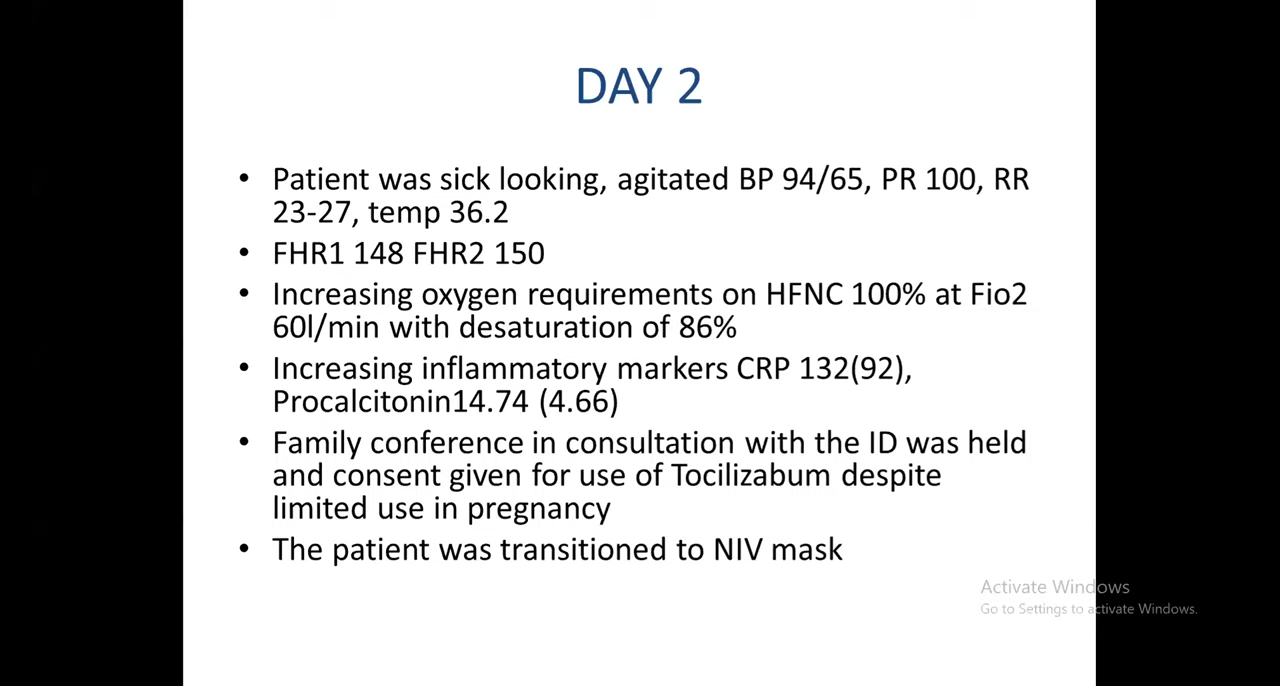 DAY 2
• Patient was sick looking, agitated BP 94/65, PR 100, RR
23-27, temp 36.2
• FHR1 148 FHR2 150
• Increasing oxygen requirements on HFNC 100% at Fio2
60l/min with desaturation of 86%
• Increasing inflammatory markers CRP 132(92),
Procalcitonin14.74 (4.66)
• Family conference in consultation with the ID was held
and consent given for use of Tocilizabum despite
limited use in pregnancy
• The patient was transitioned to NIV mask
Activate Windows
Go to Settings to activate Windows.